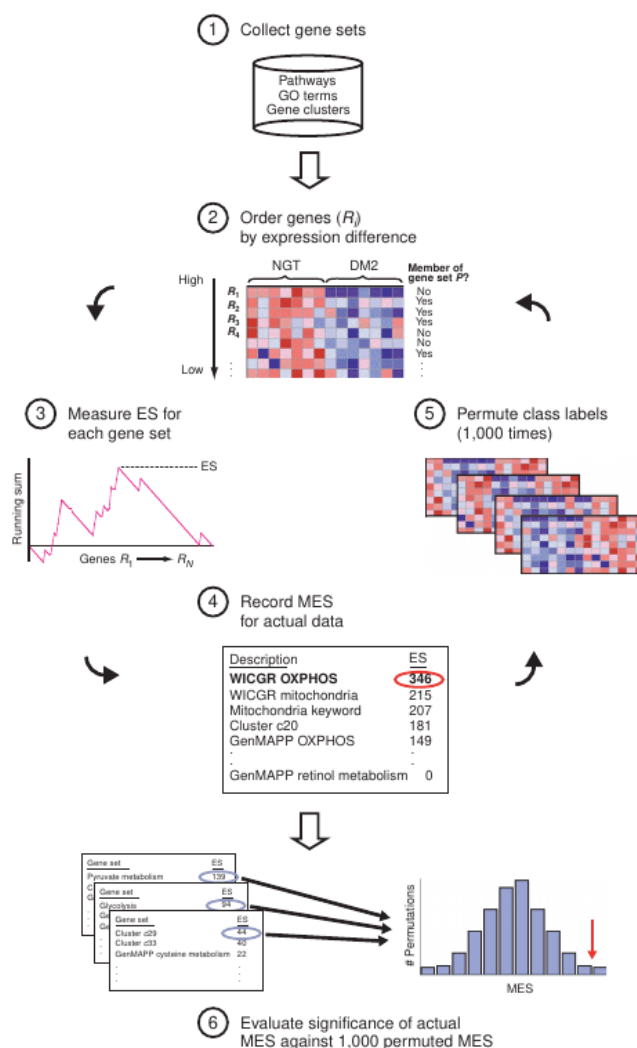 1 Collect gene sets
Pathways
GO terms
Gene clusters
2 Order genes (Ri)
by expression difference
NGT DM2 Member of
gene set P?
High
R1 No
R2 Yes
R3 Yes
R4 No
No
Yes
Low
3 Measure ES for
each gene set
ES
Running sum
Genes R1 RN
5 Permute class labels
(1,000 times)
4 Record MES
for actual data
Description ES
WICGR OXPHOS 346
WICGR mitochondria 215
Mitochondria keyword 207
Cluster c20 181
GenMAPP OXPHOS 149
GenMAPP retinol metabolism 0
Gene set ES
Pyruvate metabolism 139
C
G
Gene set ES
Glycolysis 94
Ge
Ge
Gene set ES
Cluster c29 44
Cluster c33 40
GenMAPP cysteine metabolism 22
# Permutations
MES
6 Evaluate significance of actual
MES against 1,000 permuted MES